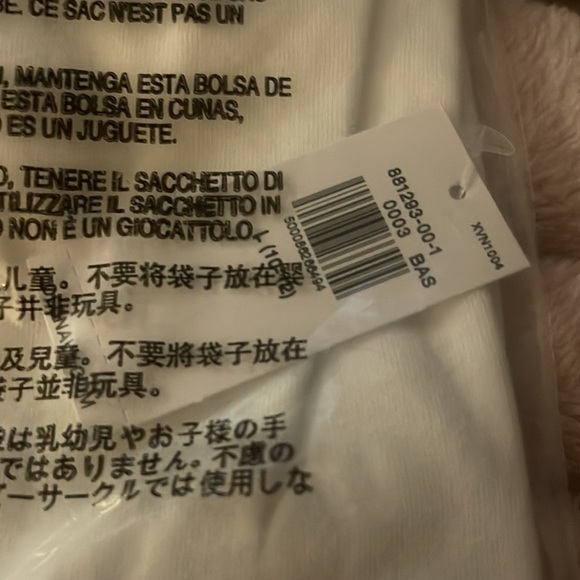 CE SAC N'EST PAS UN
MANTENGA ESTA BOLSA DE
ESTA BOLSA EN CUNAS,
ES UN JUGUETE.
TENERE IL SACCHETTO DI
TILIZZARE IL SACCHETTO IN
NON È UN GIOCATTOLO.
儿童。不要将袋子放在婴
子并非玩具。
及兒童。不要將袋子放在
袋子並非玩具。
は乳幼児やお子様の手
ではありません。不慮の
ーサークルでは使用しな
881293-00-1
0003 BAS
XVN1004